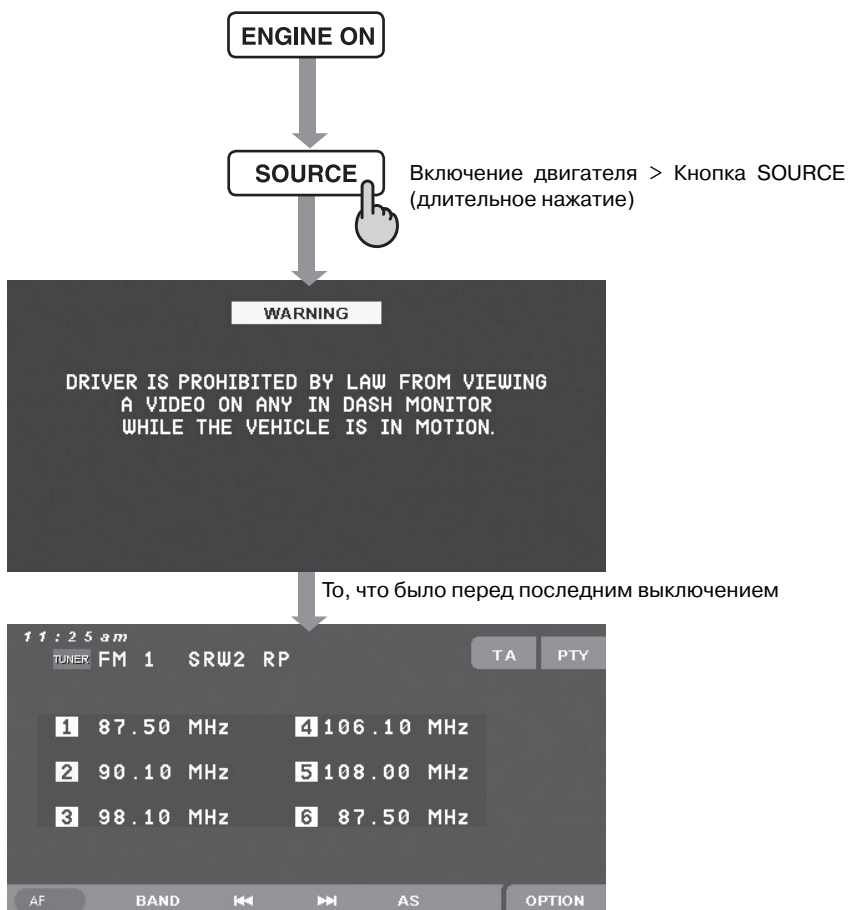 ENGINE ON
SOURCE
Включение двигателя > Кнопка SOURCE
(длительное нажатие)
WARNING
DRIVER IS PROHIBITED BY LAW FROM VIEWING
A VIDEO ON ANY IN DASH MONITOR
WHILE THE VEHICLE IS IN MOTION.
То, что было перед последним выключением
11:25am
TUNER FM 1 SRW2 RP TA PTY
1 87.50 MHz 4 106.10 MHz
2 90.10 MHz 5 108.00 MHz
3 98.10 MHz 6 87.50 MHz
AF BAND AS OPTION